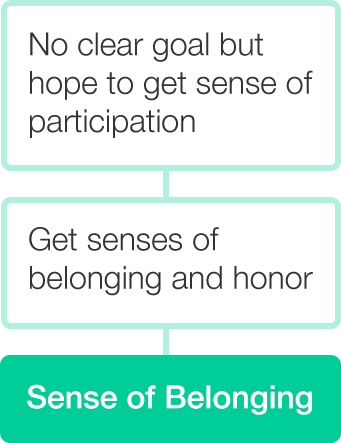 No clear goal but
hope to get sense of
participation
Get senses of
belonging and honor
Sense of Belonging